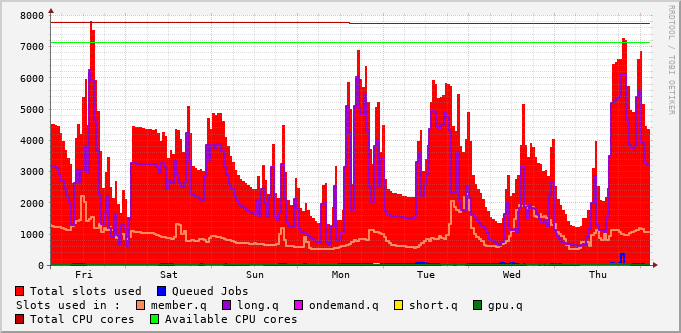 8000
7000
6000
5000
4000
3000
2000
1000
0
Fri Sat Sun Mon Tue Wed Thu
RRDTOOL / TOBI OETIKER
Total slots used Queued Jobs
Slots used in : member.q long.q ondemand.q short.q gpu.q
Total CPU cores Available CPU cores